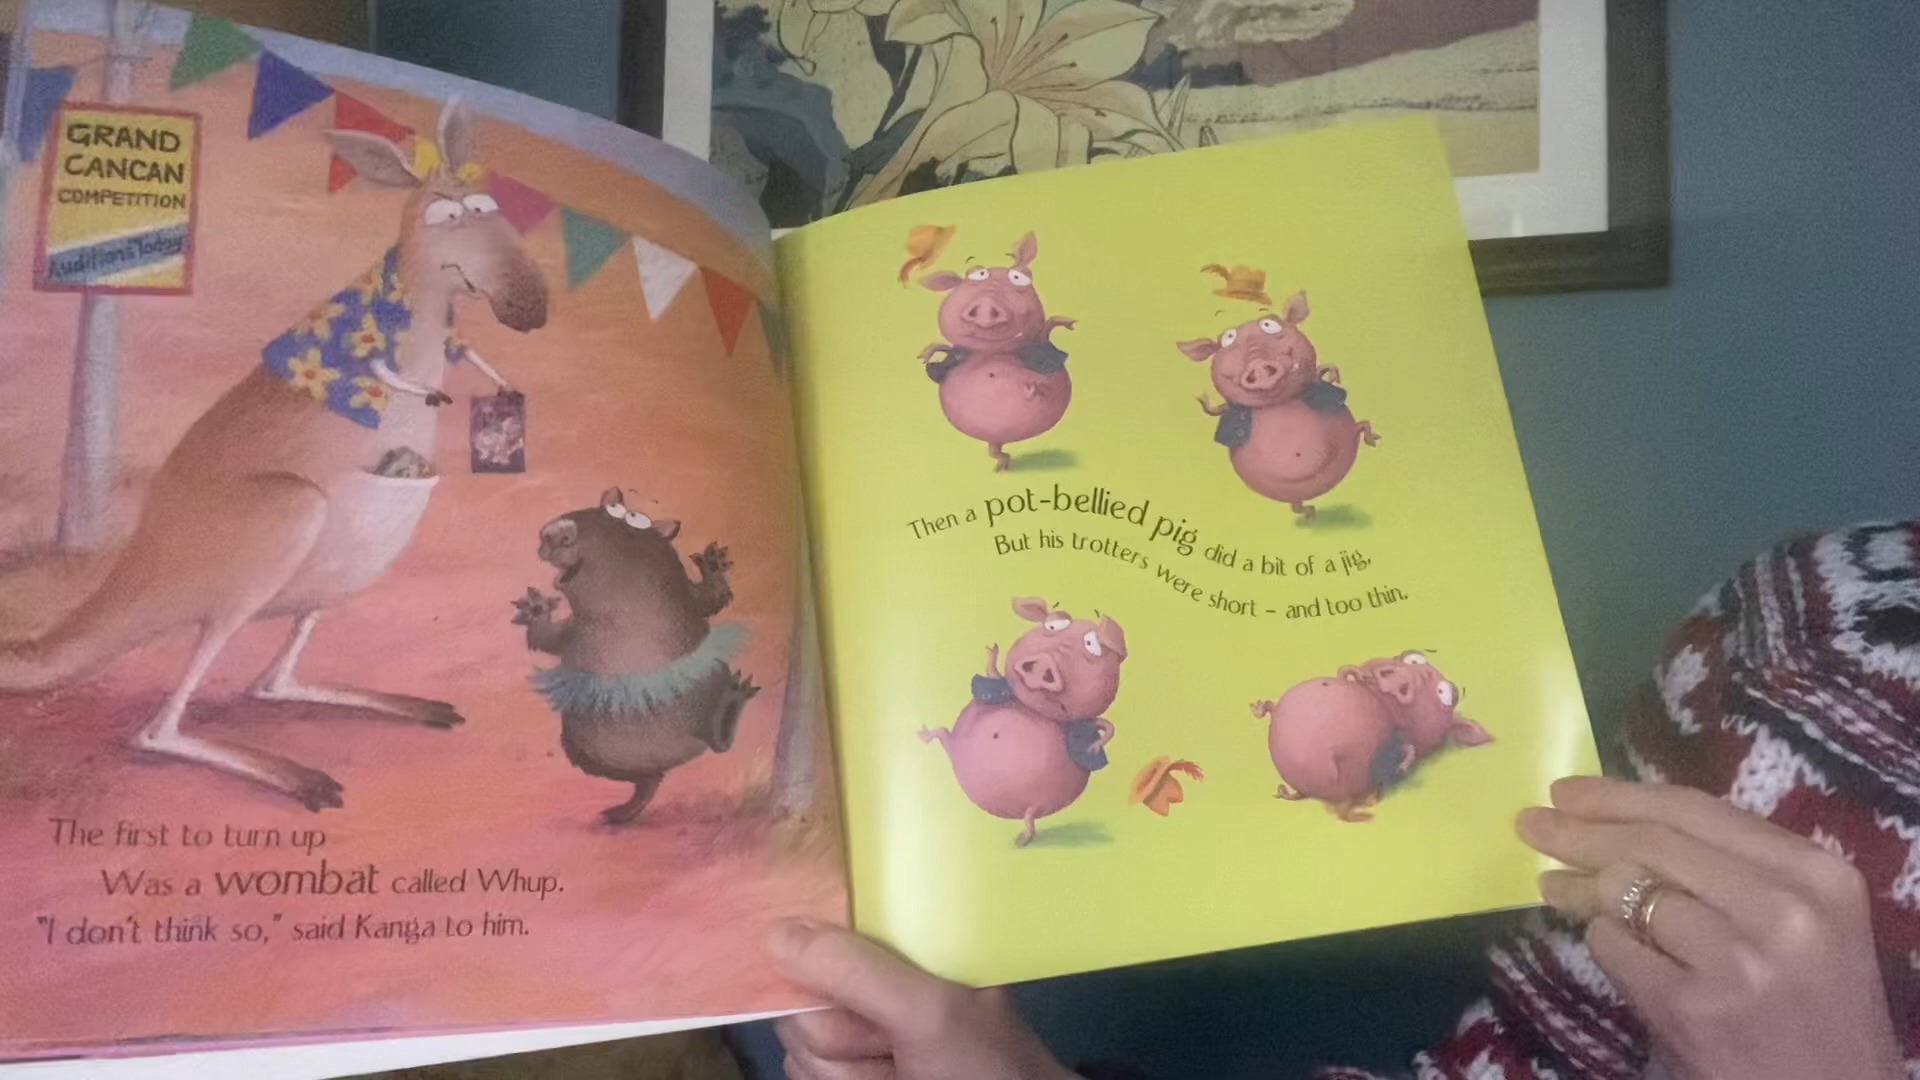 GRAND
CANCAN
COMPETITION
Auditions Today
The first to turn up
Was a wombat called Whup.
"I don't think so," said Kanga to him.
Then a pot-bellied pig did a bit of a jig,
But his trotters were short – and too thin.